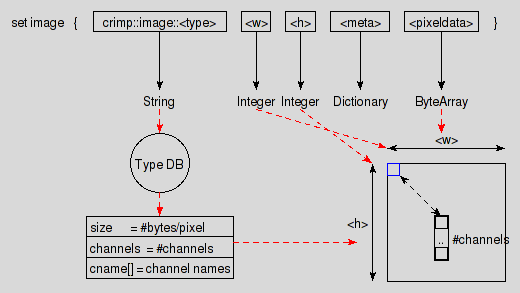 set image { crimp::image::<type> <w> <h> <meta> <pixeldata> }
String Integer Integer Dictionary ByteArray
<w>
Type DB
<h>
size = #bytes/pixel
channels = #channels
cname[] = channel names
.. #channels